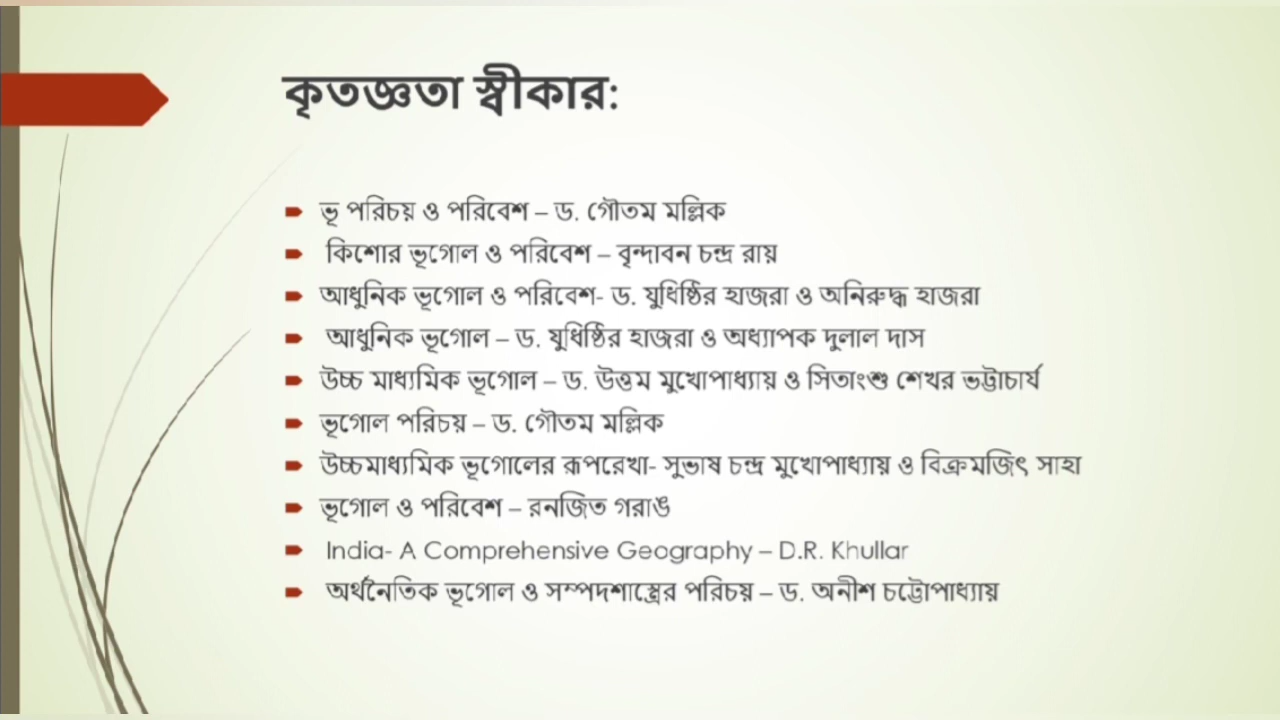 কৃতজ্ঞতা স্বীকার:
ভূ পরিচয় ও পরিবেশ – ড. গৌতম মল্লিক
কিশোর ভূগোল ও পরিবেশ – বৃন্দাবন চন্দ্র রায়
আধুনিক ভূগোল ও পরিবেশ- ড. যুধিষ্ঠির হাজরা ও অনিরুদ্ধ হাজরা
আধুনিক ভূগোল – ড. যুধিষ্ঠির হাজরা ও অধ্যাপক দুলাল দাস
উচ্চ মাধ্যমিক ভূগোল – ড. উত্তম মুখোপাধ্যায় ও সিতাংশু শেখর ভট্টাচার্য
ভূগোল পরিচয় – ড. গৌতম মল্লিক
উচ্চমাধ্যমিক ভূগোলের রূপরেখা- সুভাষ চন্দ্র মুখোপাধ্যায় ও বিক্রমজিৎ সাহা
ভূগোল ও পরিবেশ – রনজিত গরাঙ
India- A Comprehensive Geography – D.R. Khullar
অর্থনৈতিক ভূগোল ও সম্পদশাস্ত্রের পরিচয় – ড. অনীশ চট্টোপাধ্যায়